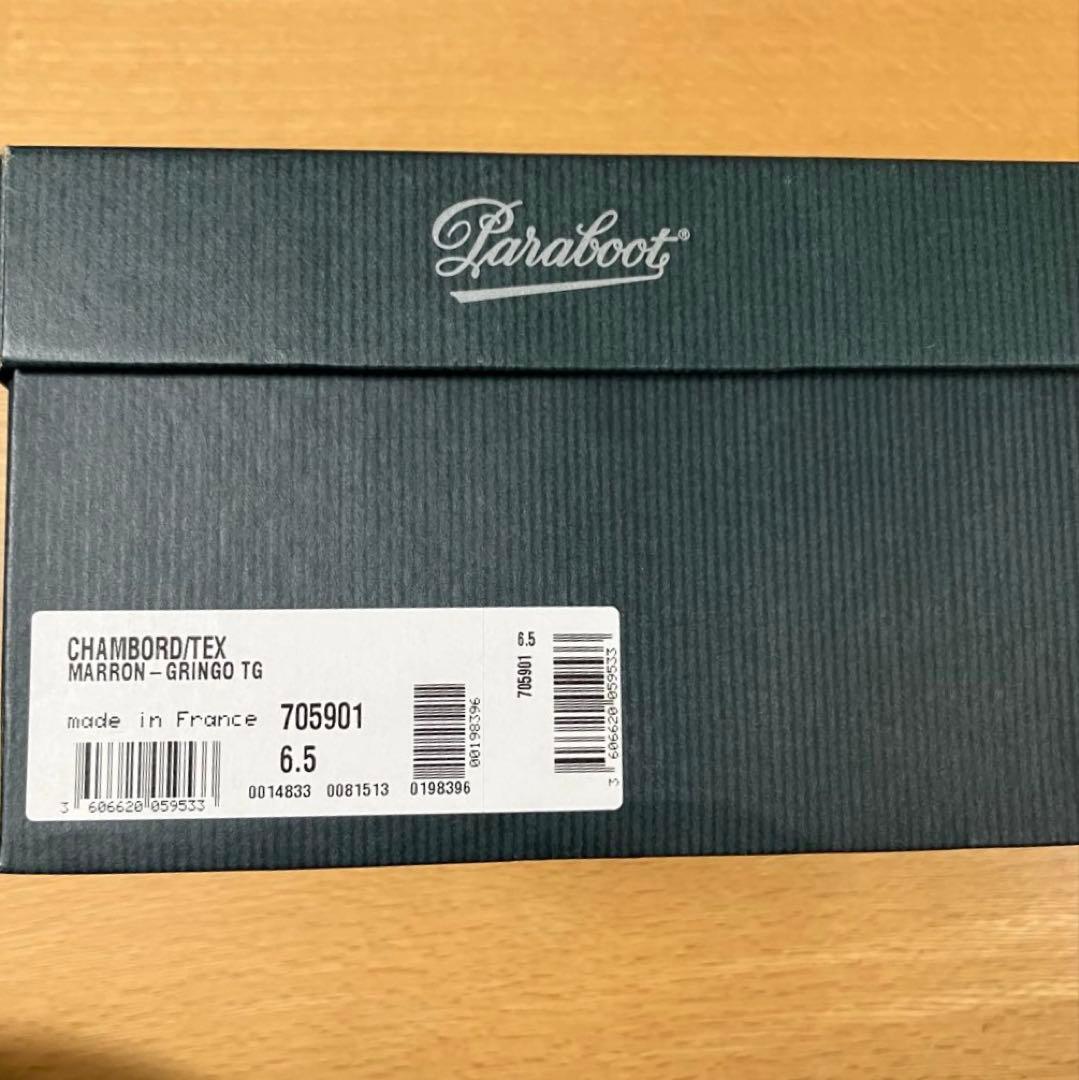 Paraboot®
CHAMBORD/TEX
MARRON-GRINGO TG
made in France 705901
6.5
3 606620 059533
0014833 0081513 0198396
00198396
6.5
705901
3 606620 059533